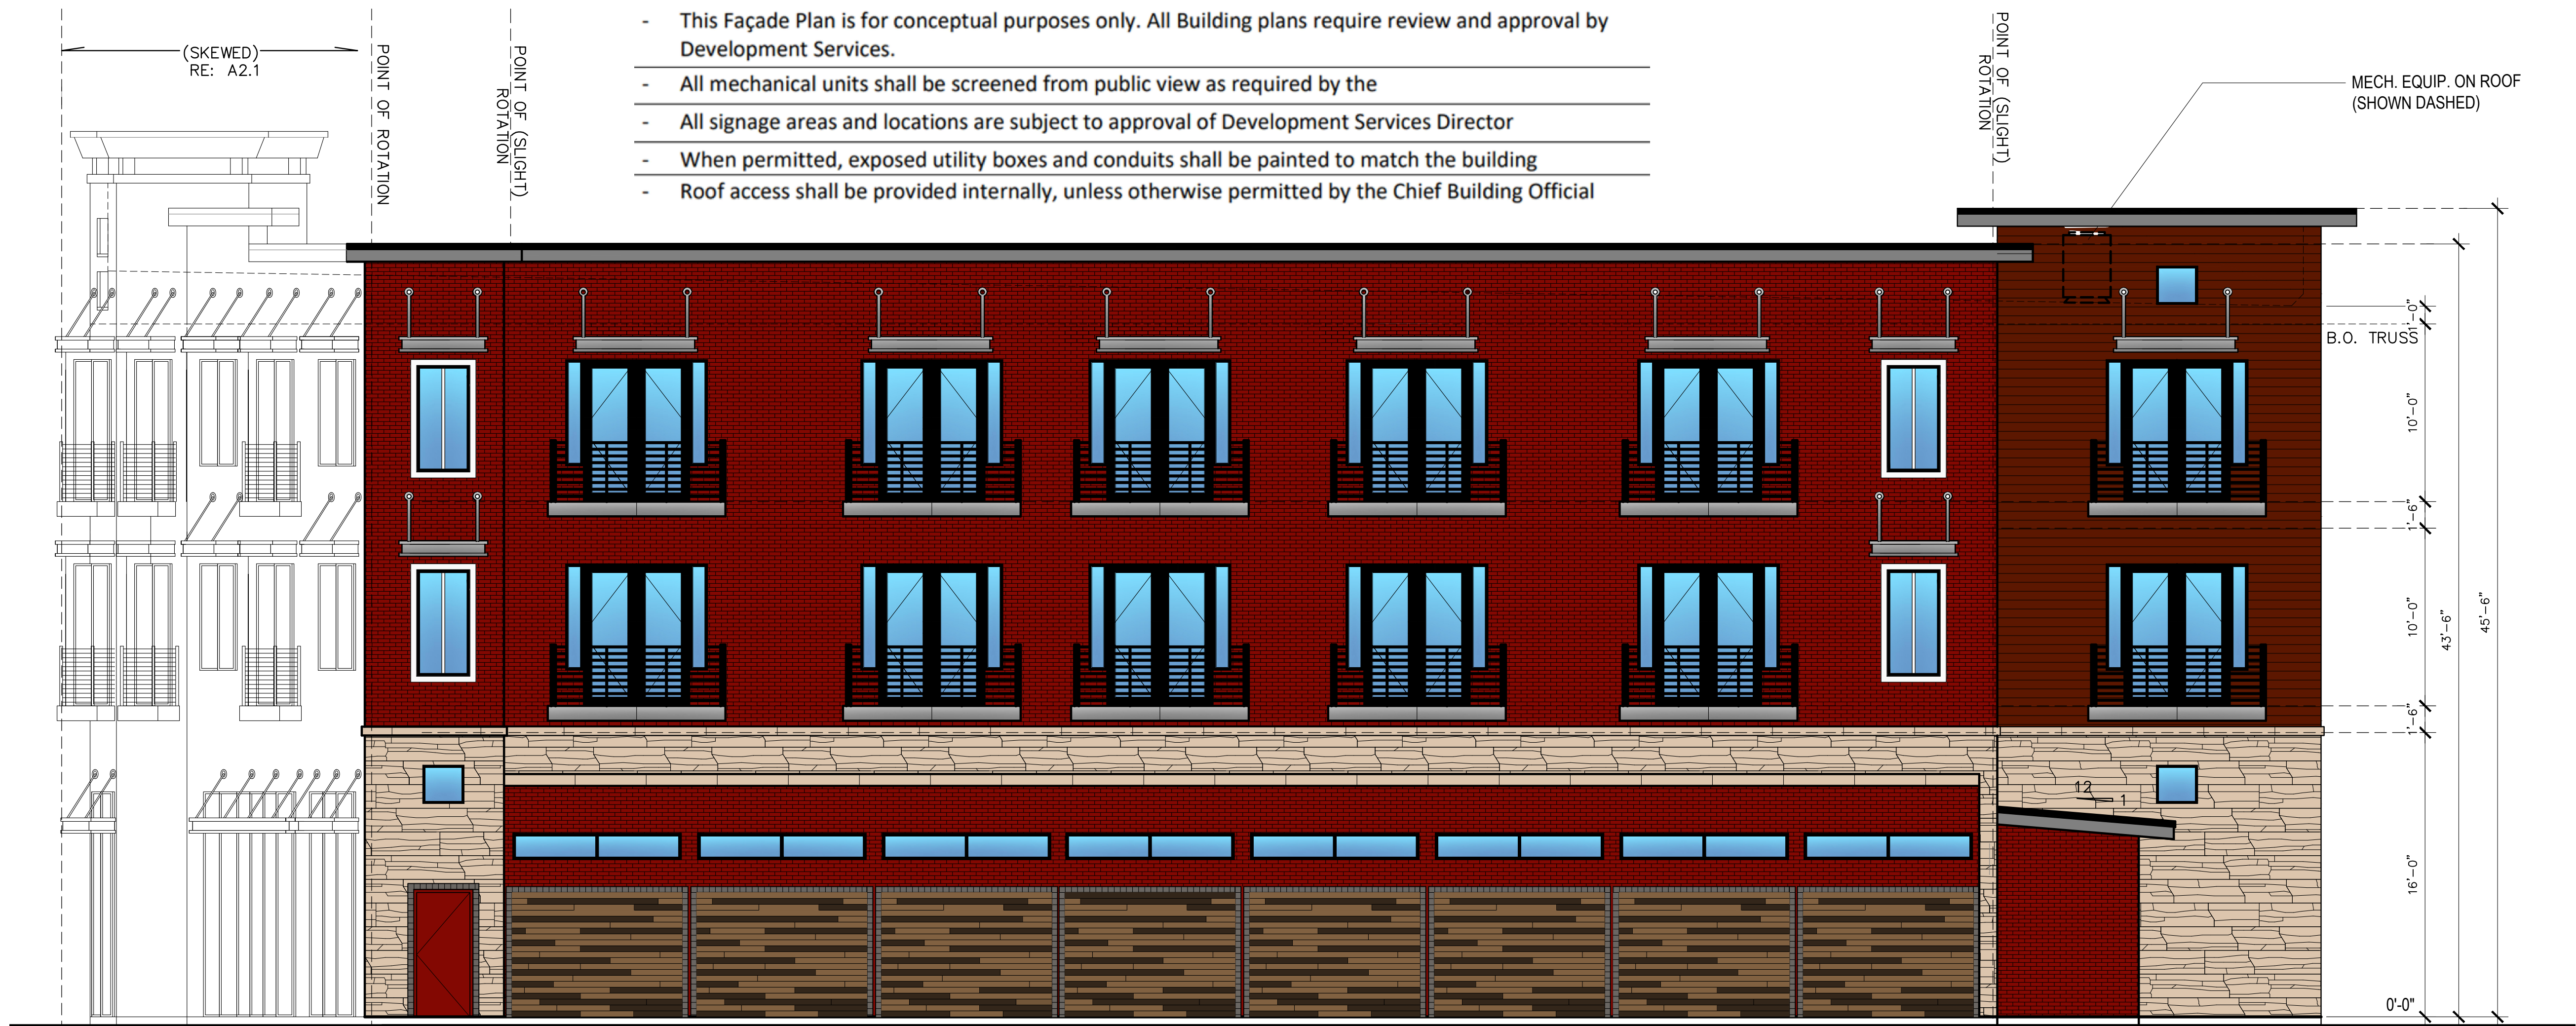 - This Façade Plan is for conceptual purposes only. All Building plans require review and approval by
Development Services.
- All mechanical units shall be screened from public view as required by the
- All signage areas and locations are subject to approval of Development Services Director
- When permitted, exposed utility boxes and conduits shall be painted to match the building
- Roof access shall be provided internally, unless otherwise permitted by the Chief Building Official
(SKEWED)
RE: A2.1
POINT OF ROTATION
POINT OF (SLIGHT)
ROTATION
POINT OF (SLIGHT)
ROTATION
MECH. EQUIP. ON ROOF
(SHOWN DASHED)
1'-0"
B.O. TRUSS
10'-0"
1'-6"
10'-0"
43'-6"
45'-6"
1'-6"
12
1
16'-0"
0'-0"